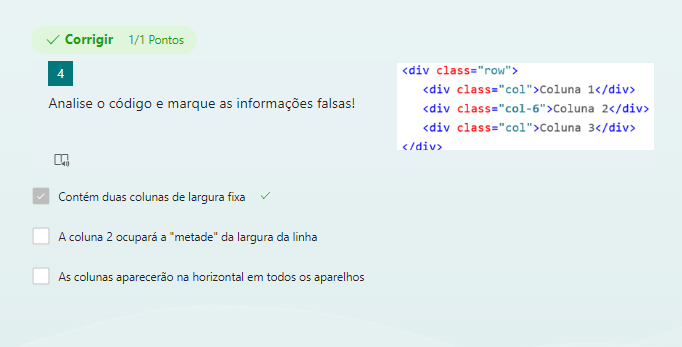 Corrigir 1/1 Pontos
4
Analise o código e marque as informações falsas!
<div class="row">
<div class="col">Coluna 1</div>
<div class="col-6">Coluna 2</div>
<div class="col">Coluna 3</div>
</div>
Contém duas colunas de largura fixa
A coluna 2 ocupará a "metade" da largura da linha
As colunas aparecerão na horizontal em todos os aparelhos